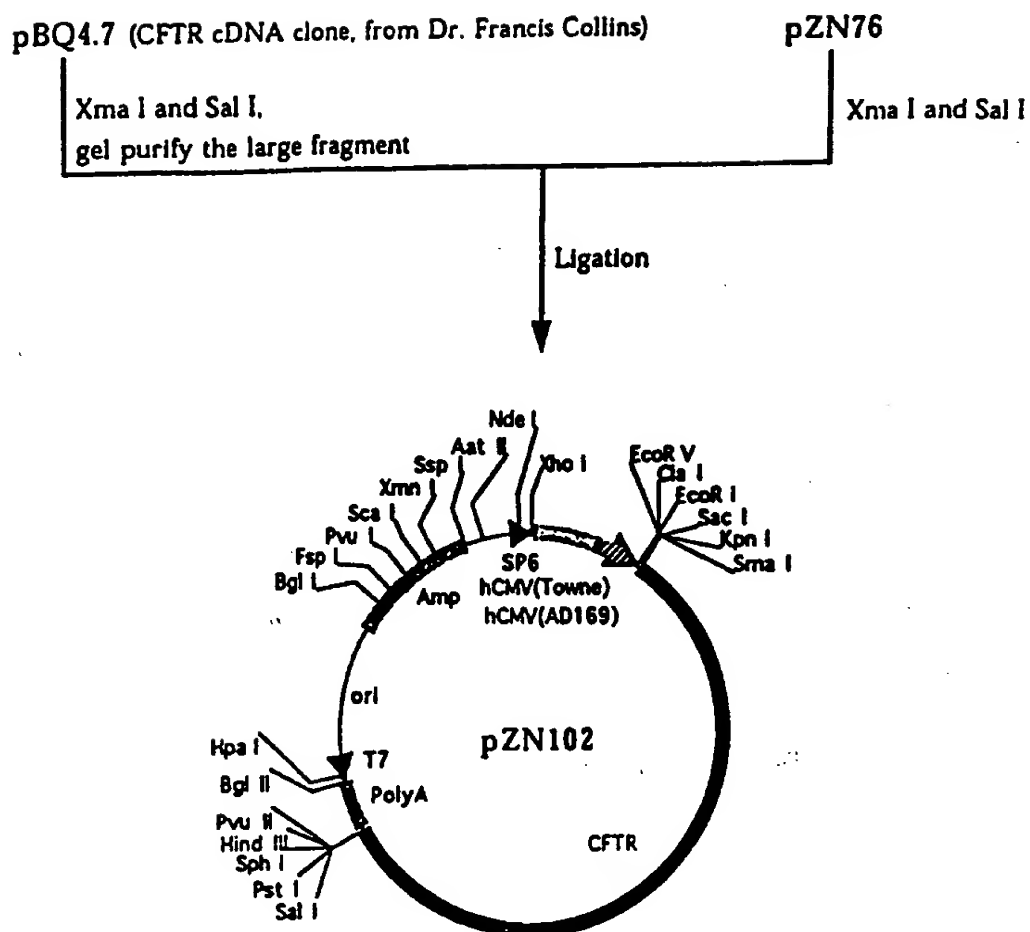 pBQ4.7 (CFTR cDNA clone, from Dr. Francis Collins)
pZN76
Xma I and Sal I,
gel purify the large fragment
Xma I and Sal I
Ligation
Nde I
Aat II
Ssp
Xmn I
Sca I
Pvu I
Fsp
Bgl I
Xho i
EcoR V
Cla I
EcoR I
Sac I
Kpn I
Sma I
SP6
Amp
hCMV(Towne)
hCMV(AD169)
ori
pZN102
Hpa I
T7
Bgl II
PolyA
Pvu II
Hind III
Sph I
Pst I
Sal I
CFTR